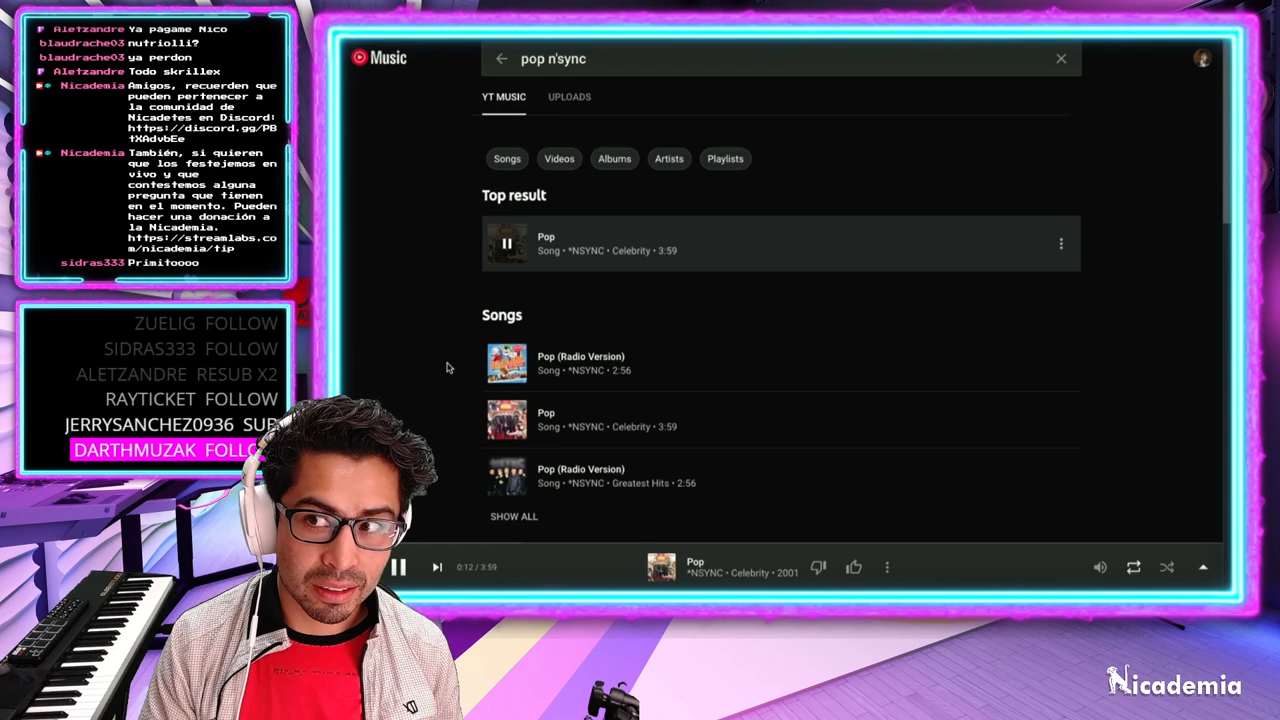 Aletzandre Ya págame Nico
blaudrache03 nutriolli?
blaudrache03 ya perdon
Aletzandre Todo skrillex
Nicademia Amigos, recuerden que
pueden pertenecer a
la comunidad de
Nicadetes en Discord:
https://discord.gg/PB
tXAdvbEe
Nicademia También, si quieren
que los festejemos en
vivo y que
contestemos alguna
pregunta que tienen
en el momento. Pueden
hacer una donación a
la Nicademia.
https://streamlabs.co
m/nicademia/tip
sidras333 Primitoooo
ZUELIG FOLLOW
SIDRAS333 FOLLOW
ALETZANDRE RESUB X2
RAYTICKET FOLLOW
JERRYSANCHEZ0936 SUB
DARTHMUZAK FOLLO
Music
pop n'sync
YT MUSIC UPLOADS
Songs Videos Albums Artists Playlists
Top result
Pop
Song • *NSYNC • Celebrity • 3:59
Songs
Pop (Radio Version)
Song • *NSYNC • 2:56
Pop
Song • *NSYNC • Celebrity • 3:59
Pop (Radio Version)
Song • *NSYNC • Greatest Hits • 2:56
SHOW ALL
0:12 / 3:59
Pop
*NSYNC • Celebrity • 2001
Nicademia